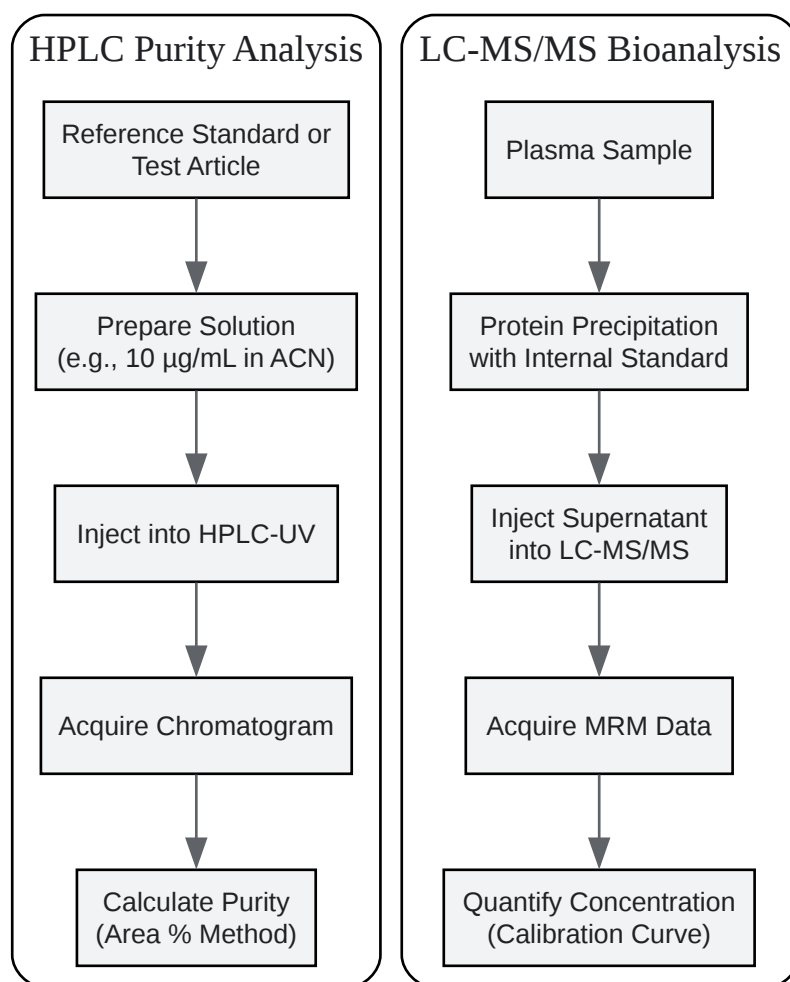 HPLC Purity Analysis
Reference Standard or
Test Article
Prepare Solution
(e.g., 10 µg/mL in ACN)
Inject into HPLC-UV
Acquire Chromatogram
Calculate Purity
(Area % Method)
LC-MS/MS Bioanalysis
Plasma Sample
Protein Precipitation
with Internal Standard
Inject Supernatant
into LC-MS/MS
Acquire MRM Data
Quantify Concentration
(Calibration Curve)